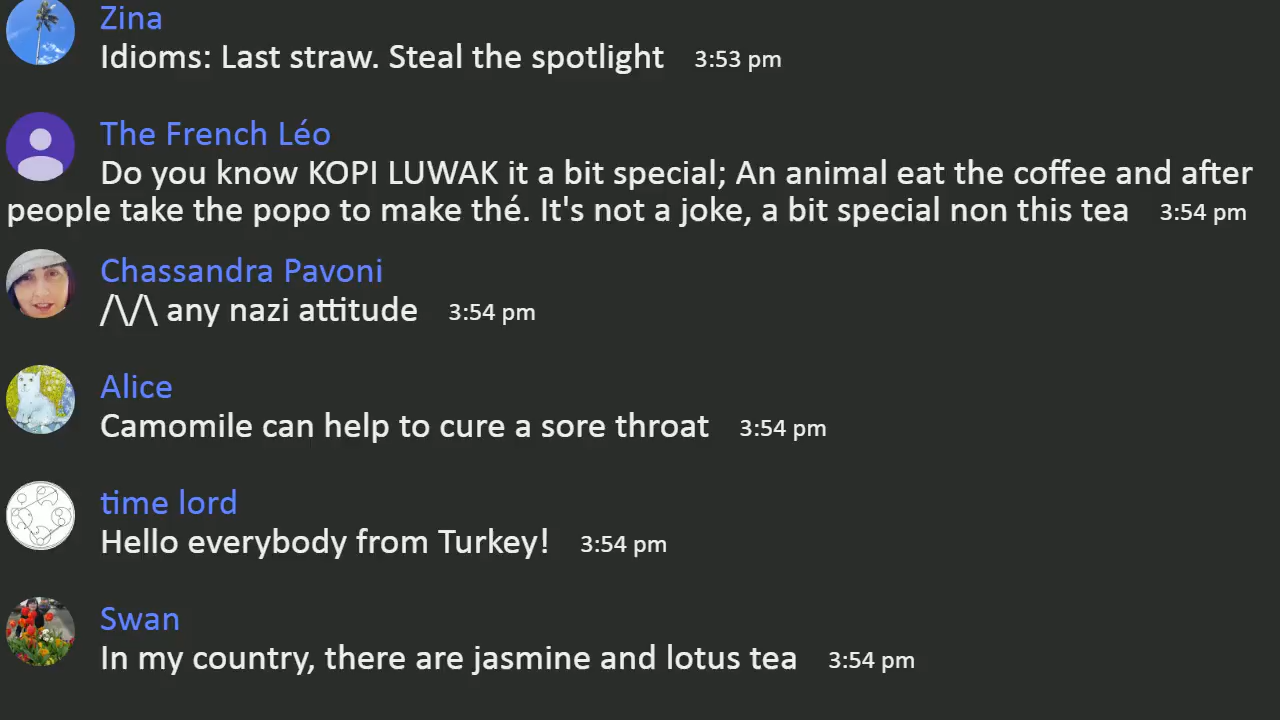 Zina
Idioms: Last straw. Steal the spotlight 3:53 pm
The French Léo
Do you know KOPI LUWAK it a bit special; An animal eat the coffee and after
people take the popo to make thé. It's not a joke, a bit special non this tea 3:54 pm
Chassandra Pavoni
/\/\/\ any nazi attitude 3:54 pm
Alice
Camomile can help to cure a sore throat 3:54 pm
time lord
Hello everybody from Turkey! 3:54 pm
Swan
In my country, there are jasmine and lotus tea 3:54 pm